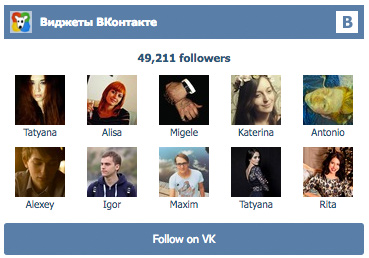 Виджеты ВКонтакте
B
49,211 followers
Tatyana Alisa Migele Katerina Antonio
Alexey Igor Maxim Tatyana Rita
Follow on VK